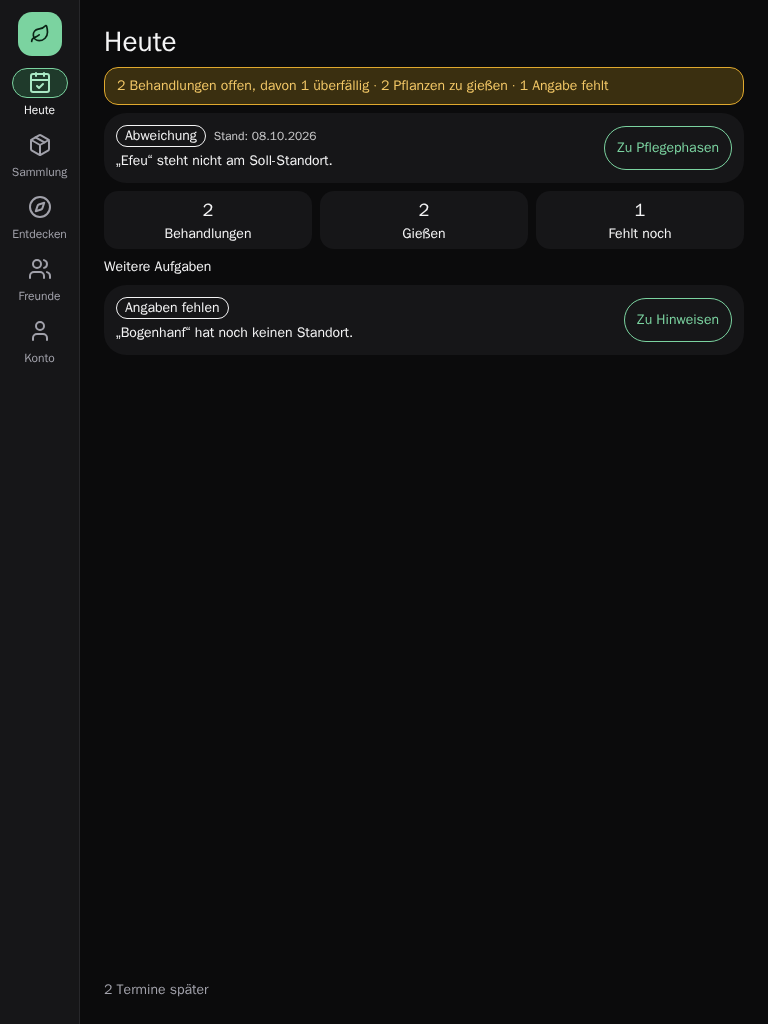 Heute
Sammlung
Entdecken
Freunde
Konto
Heute
2 Behandlungen offen, davon 1 überfällig · 2 Pflanzen zu gießen · 1 Angabe fehlt
Abweichung Stand: 08.10.2026
„Efeu“ steht nicht am Soll-Standort.
Zu Pflegephasen
2
Behandlungen
2
Gießen
1
Fehlt noch
Weitere Aufgaben
Angaben fehlen
„Bogenhanf“ hat noch keinen Standort.
Zu Hinweisen
2 Termine später